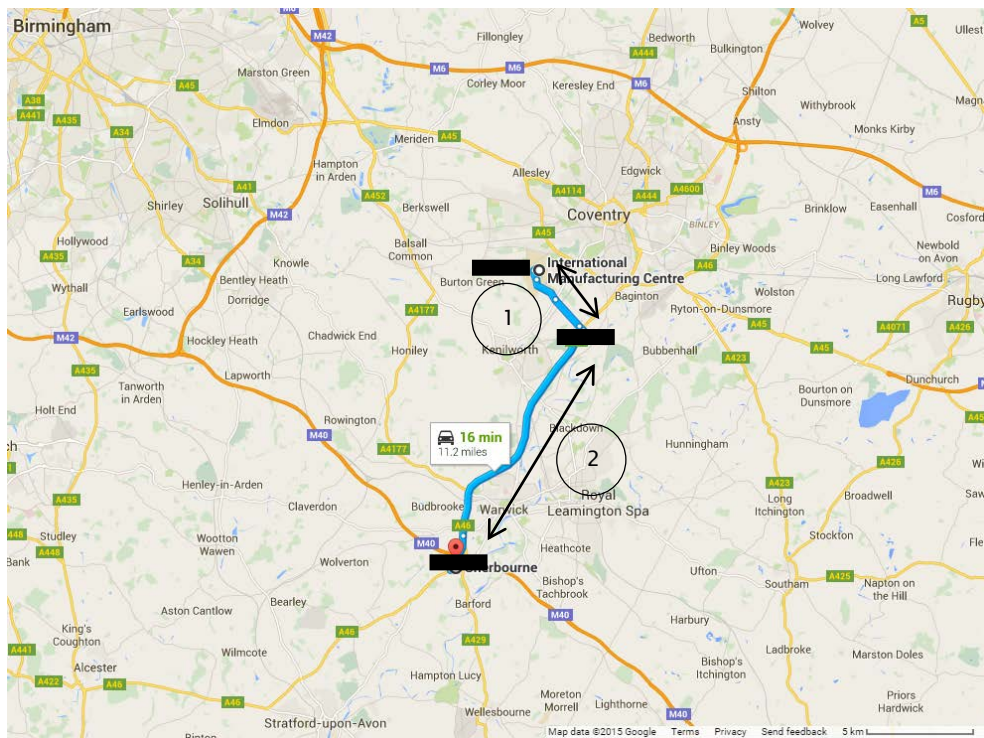 Birmingham
M6
M42
Fillongley
Wolvey
A5
Ullest
Bedworth
A444
Bulkington
Marston Green
M6
M6
Corley Moor
Keresley End
M6
Shilton
A38
A45
A441
A435
Withybrook
Magna
Elmdon
A34
A45
Meriden
Ansty
Monks Kirby
Hampton
in Arden
Allesley
Edgwick
A41
A452
A4114
A444
A4600
M6
Shirley
Solihull
M42
Berkswell
Coventry
BINLEY
Brinklow
Easenhall
Cosford
A45
Hollywood
A435
A34
Knowle
Balsall
Common
Binley Woods
Newbold
on Avon
International
Manufacturing Centre
A46
Wythall
Bentley Heath
Burton Green
Long Lawford
Dorridge
Baginton
Wolston
Rugby
Earlswood
A4177
1
Ryton-on-Dunsmore
A45
A4071
A426
M42
Hockley Heath
Chadwick End
Honiley
Kenilworth
Bubbenhall
A45
A423
A435
Lapworth
Dunchurch
Tanworth
in Arden
Bourton on
Dunsmore
Holt End
Rowington
Blackdown
M40
16 min
11.2 miles
Hunningham
A426
A4177
2
Henley-in-Arden
A423
A435
Claverdon
Budbrooke
Warwick
Royal
Leamington Spa
Long
Itchington
Broadwell
Studley
A448
A448
Wootton
Wawen
A46
Stockton
M40
Heathcote
Bank
Wolverton
Sherbourne
Ufton
A425
Southam
Napton on
the Hill
Bishop's
Tachbrook
Bearley
Barford
Aston Cantlow
M40
Harbury
King's
Coughton
A46
A429
A441
Wilmcote
Ladbroke
Marston Doles
Alcester
Bishop's
Itchington
A422
A46
Hampton Lucy
A46
Moreton
Morrell
Lighthorne
Priors
Hardwick
Wellesbourne
M40
Stratford-upon-Avon
Map data ©2015 Google Terms Privacy Send feedback 5 km